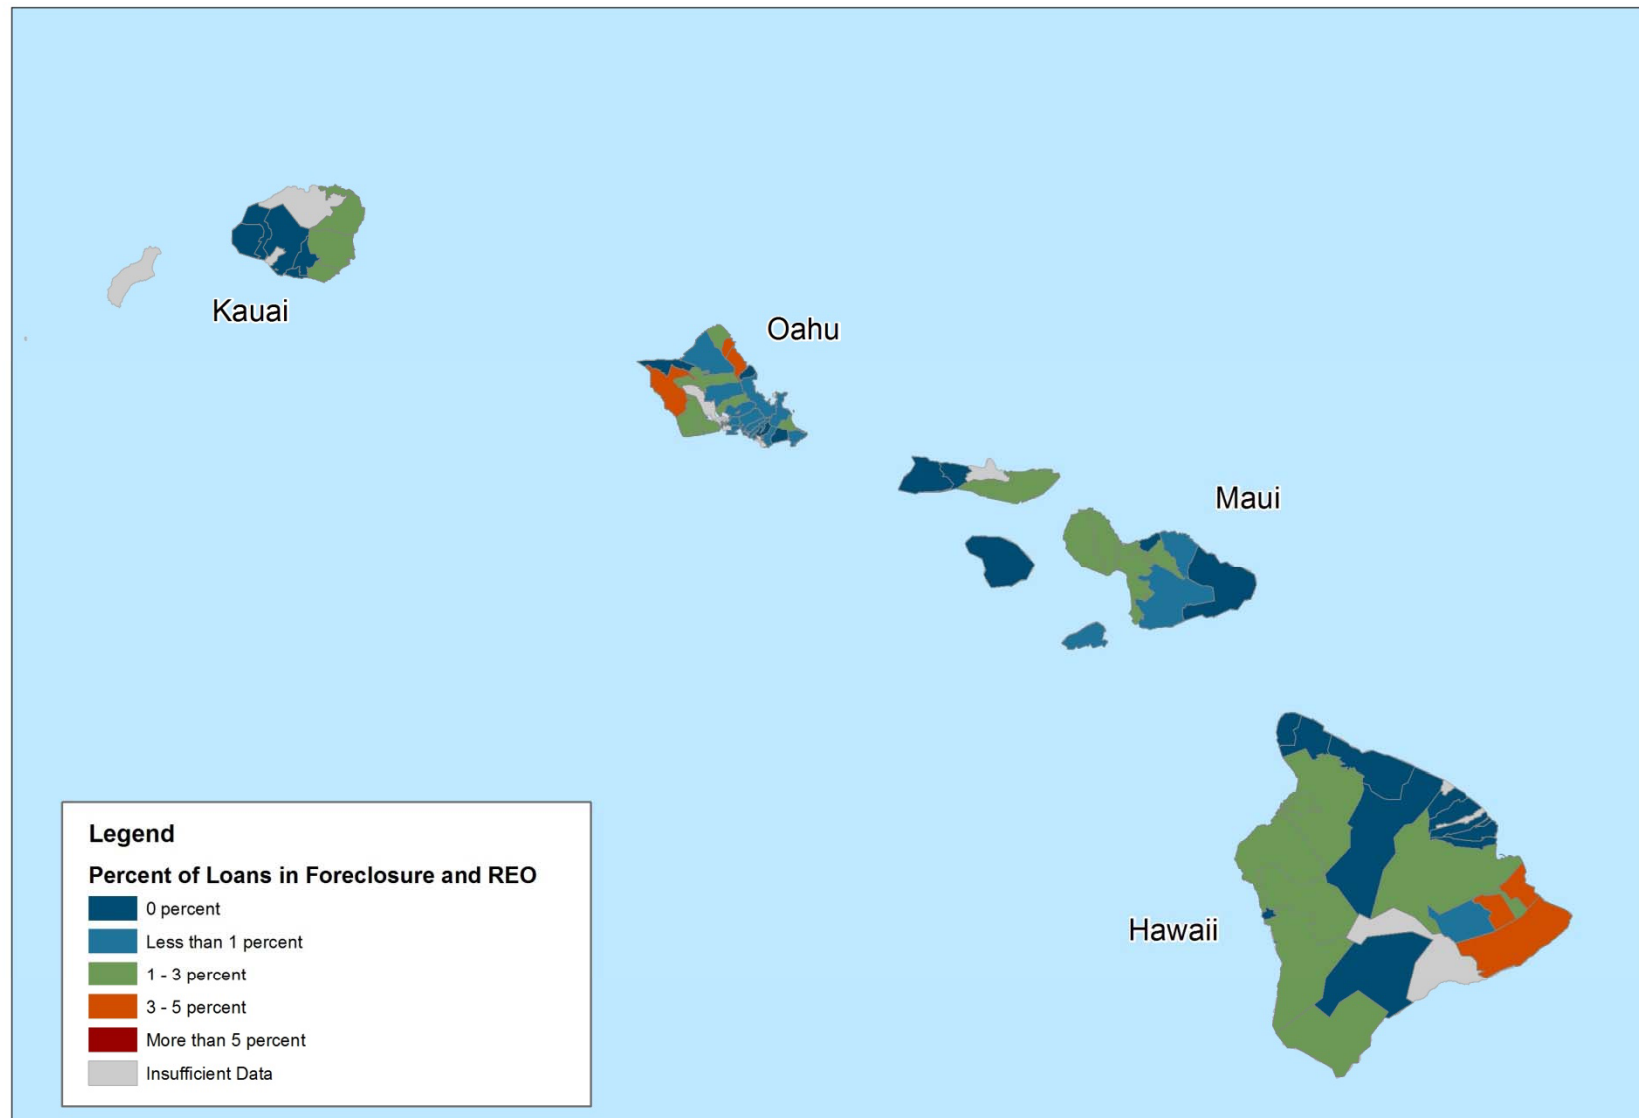 Kauai
Oahu
Maui
Hawaii
Legend
Percent of Loans in Foreclosure and REO
0 percent
Less than 1 percent
1 - 3 percent
3 - 5 percent
More than 5 percent
Insufficient Data